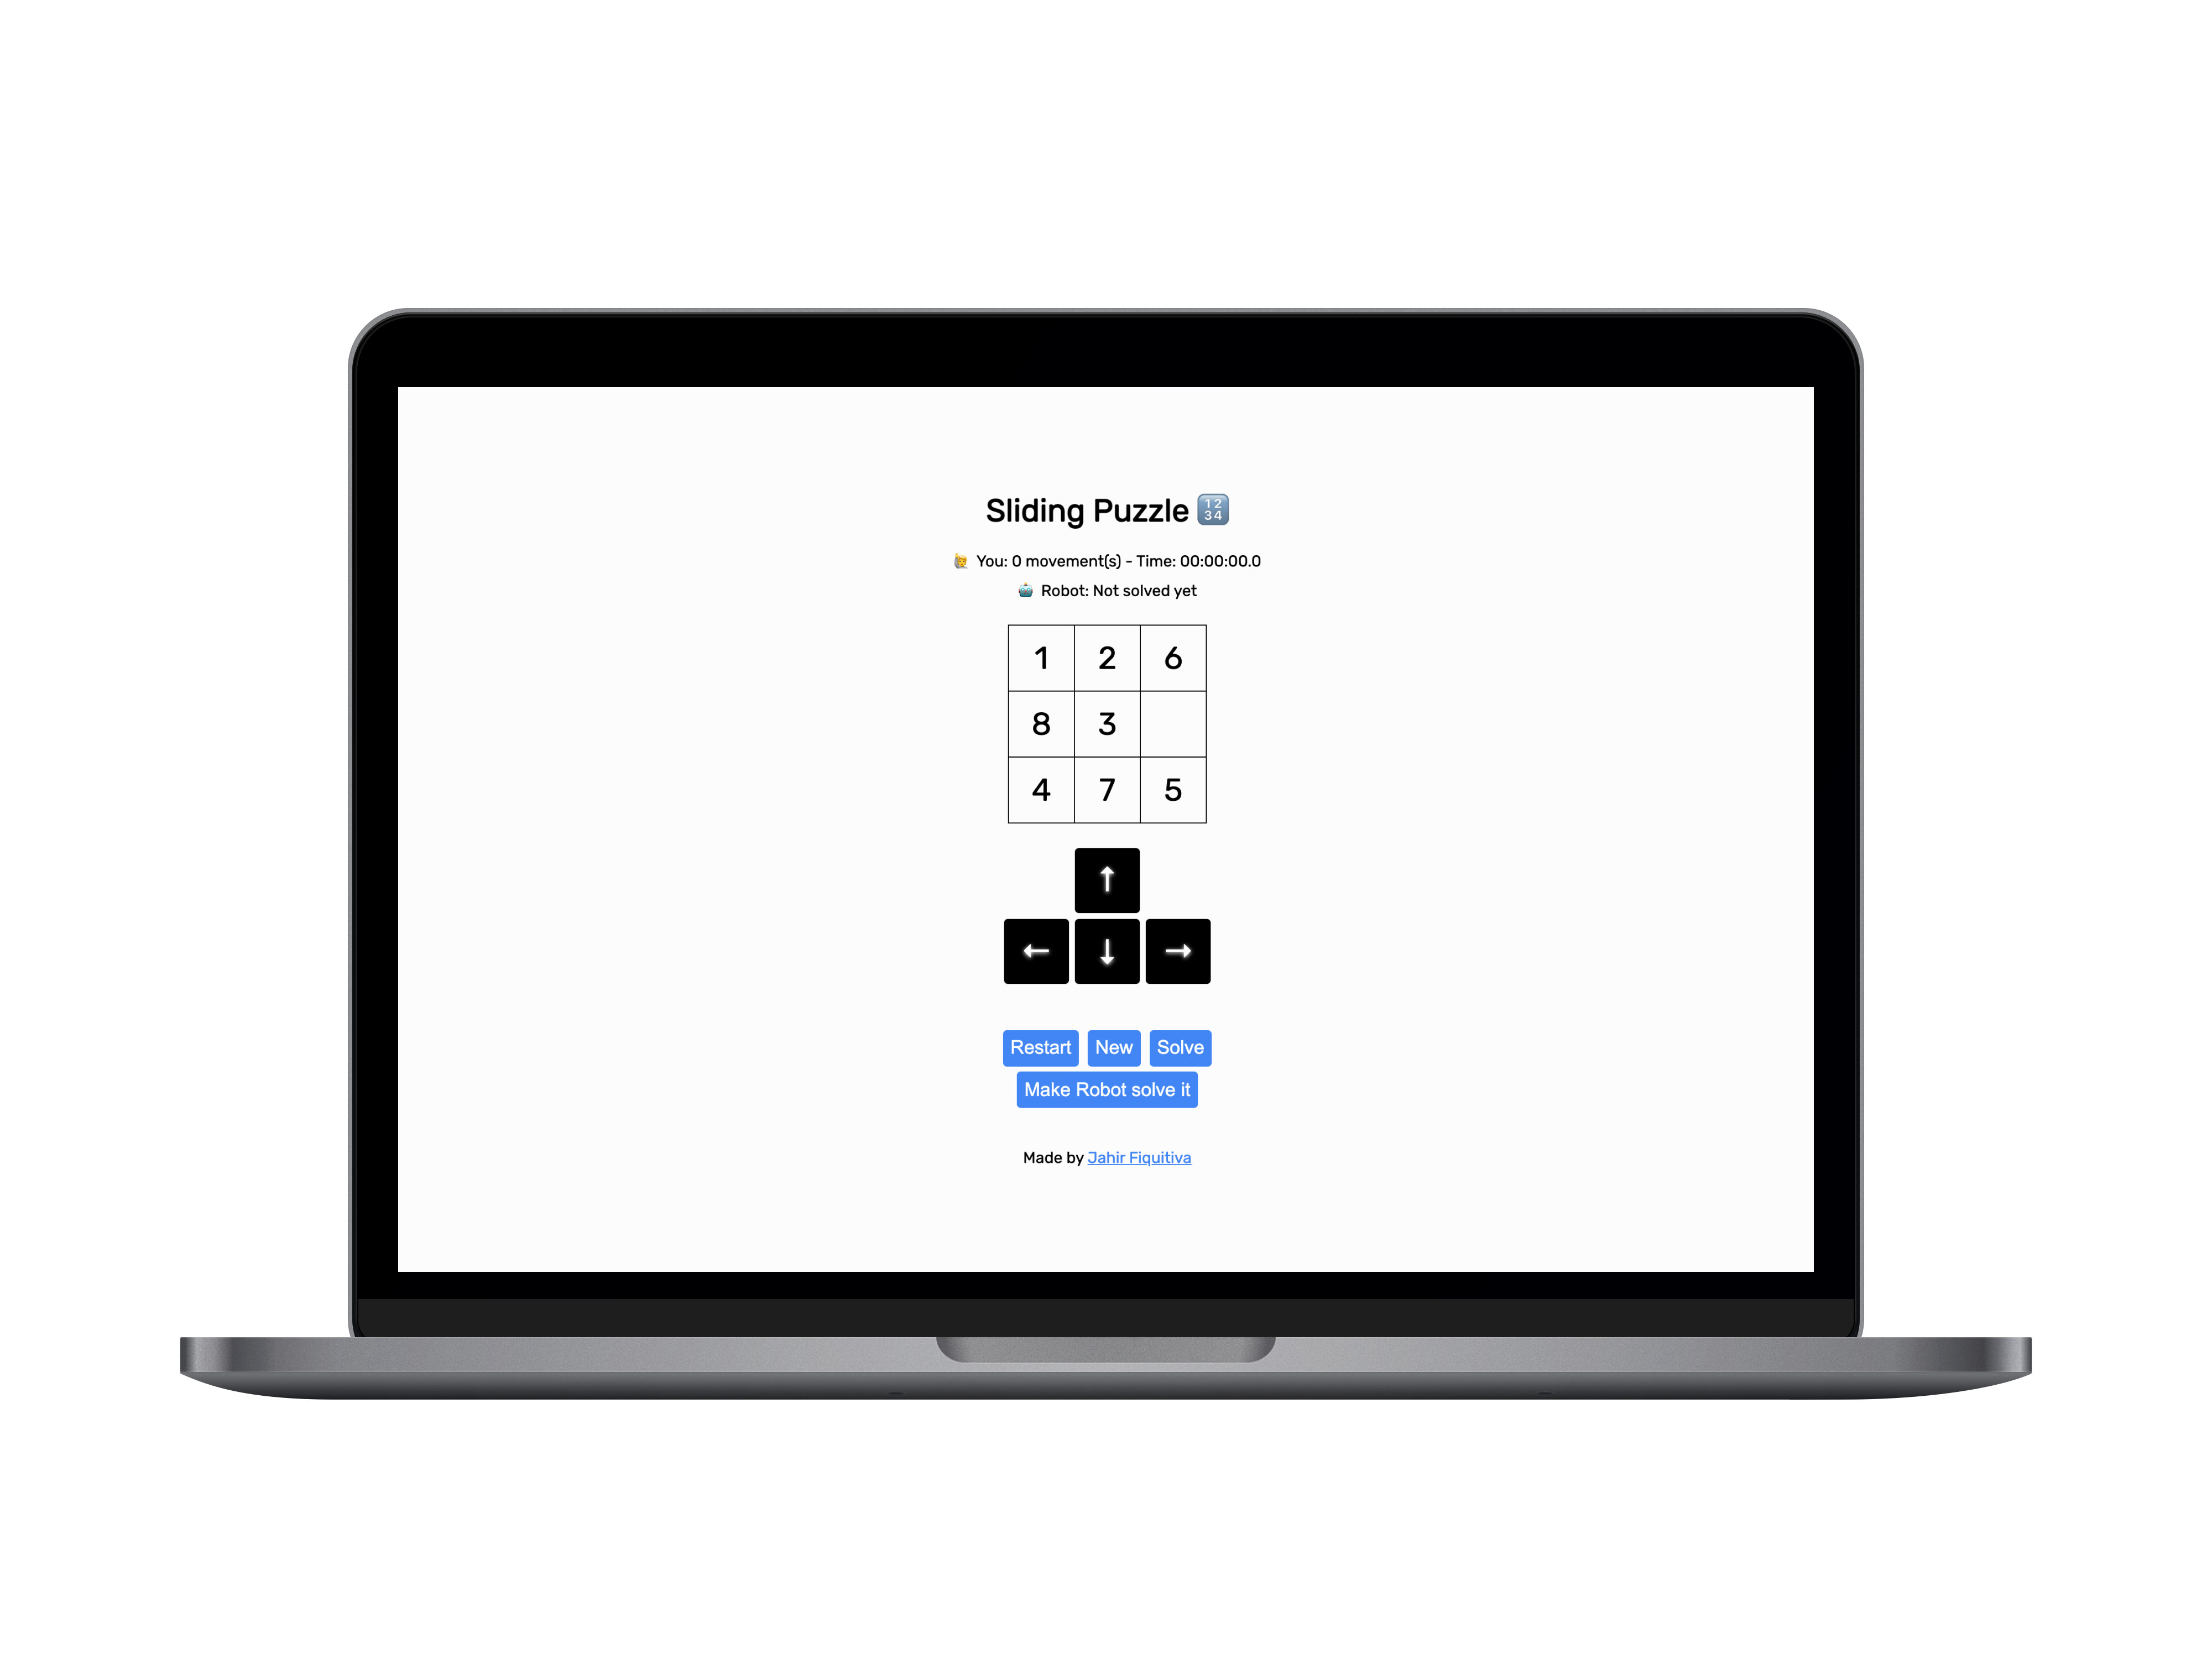 Sliding Puzzle 🔢
🙋 You: 0 movement(s) - Time: 00:00:00.0
🤖 Robot: Not solved yet
1 2 6
8 3
4 7 5
↑
← ↓ →
Restart New Solve
Make Robot solve it
Made by Jahir Fiquitiva